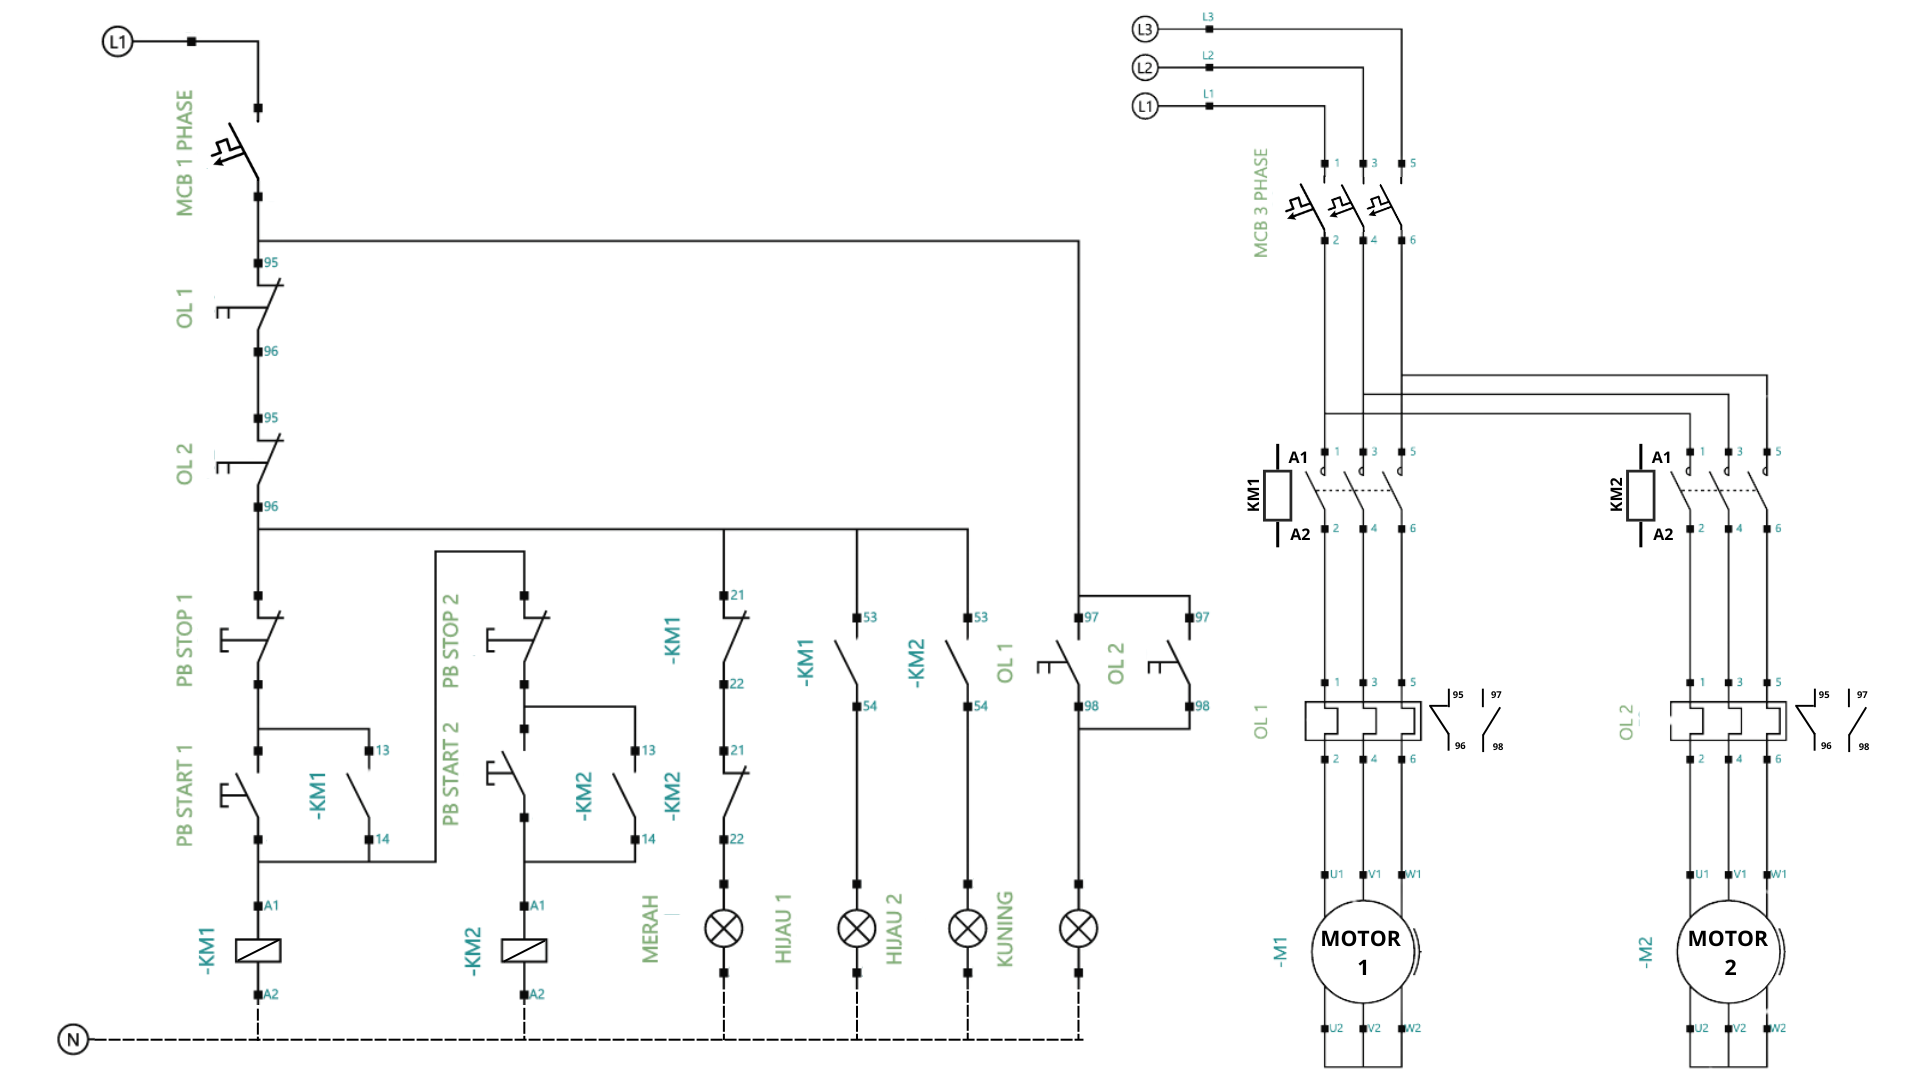 L1
MCB 1 PHASE
95
OL 1
96
95
OL 2
96
PB STOP 1
PB START 1
-KM1
13
14
A1
-KM1
A2
N
PB STOP 2
PB START 2
-KM2
13
14
A1
-KM2
A2
-KM1
21
22
-KM2
21
22
MERAH
-KM1
53
54
HIJAU 1
-KM2
53
54
HIJAU 2
OL 1
97
98
OL 2
97
98
KUNING
L3
L3
L2
L2
L1
L1
MCB 3 PHASE
1 3 5
2 4 6
KM1
A1
A2
1 3 5
2 4 6
KM2
A1
A2
1 3 5
2 4 6
OL 1
1 3 5
2 4 6
95 97
96 98
OL 2
1 3 5
2 4 6
95 97
96 98
U1 V1 W1
-M1
MOTOR
1
U2 V2 W2
U1 V1 W1
-M2
MOTOR
2
U2 V2 W2